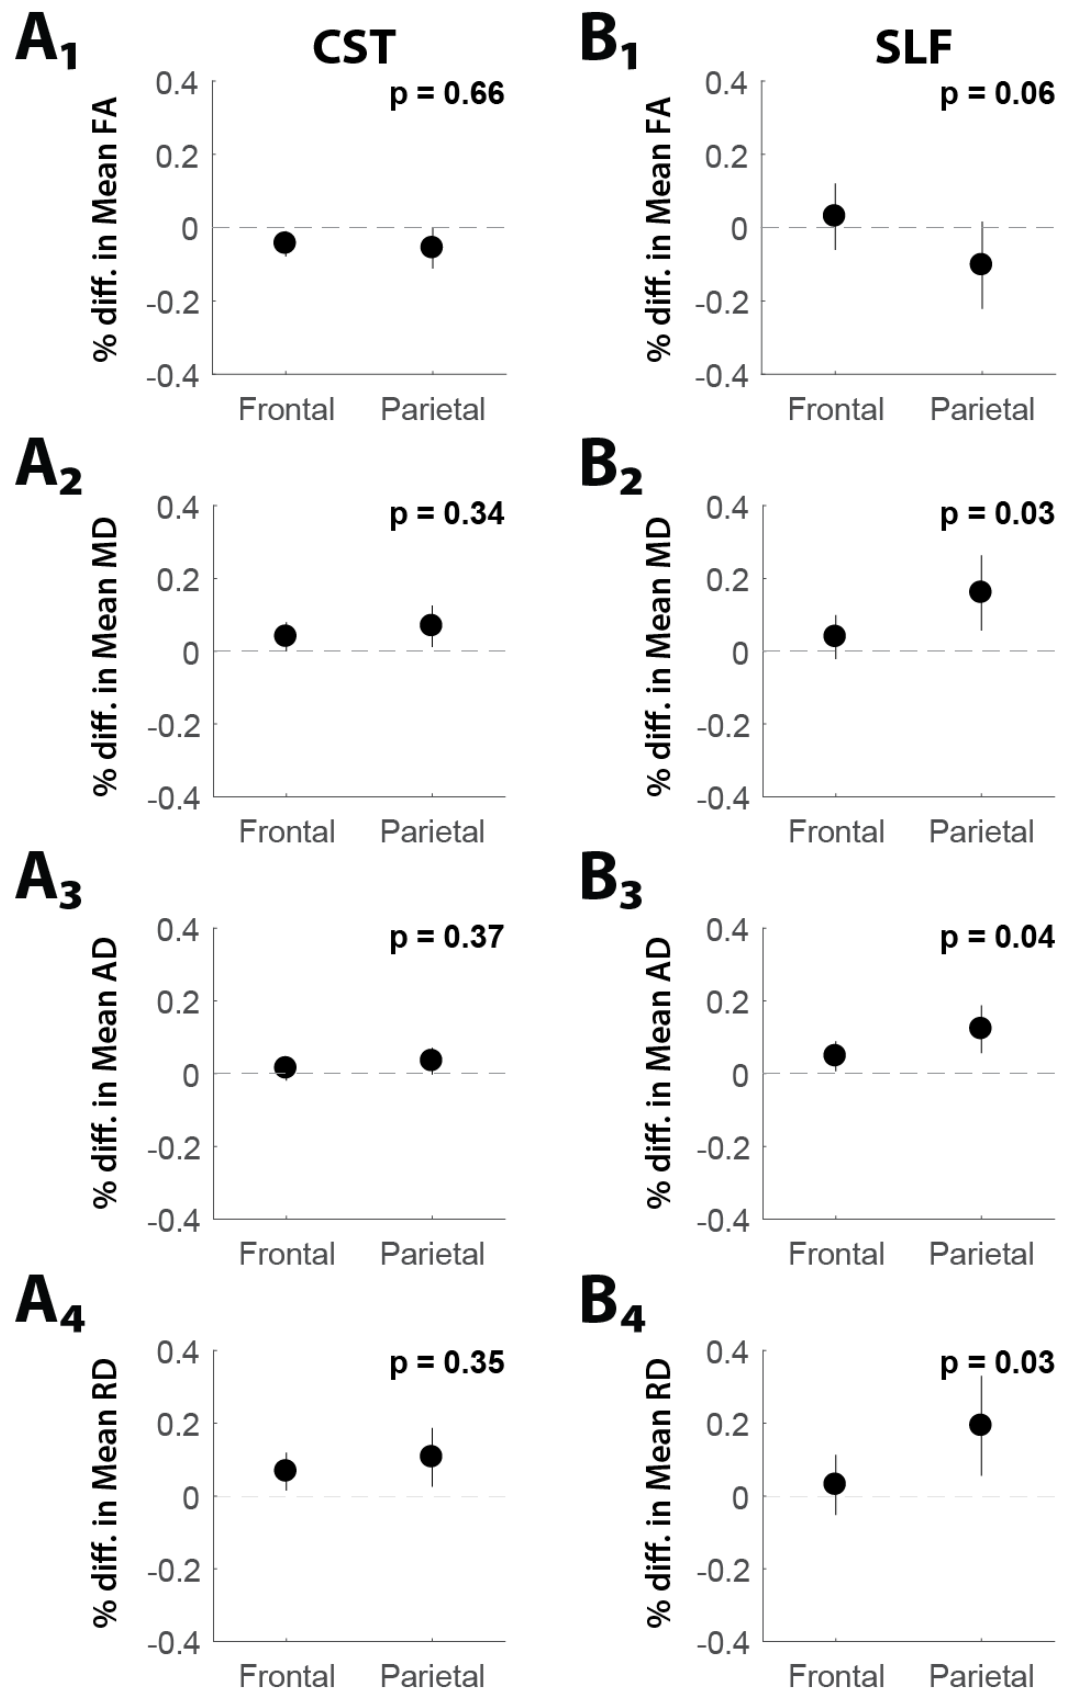 A1 CST
% diff. in Mean FA
p = 0.66
0.4
0.2
0
-0.2
-0.4
Frontal Parietal
B1 SLF
% diff. in Mean FA
p = 0.06
0.4
0.2
0
-0.2
-0.4
Frontal Parietal
A2
% diff. in Mean MD
p = 0.34
0.4
0.2
0
-0.2
-0.4
Frontal Parietal
B2
% diff. in Mean MD
p = 0.03
0.4
0.2
0
-0.2
-0.4
Frontal Parietal
A3
% diff. in Mean AD
p = 0.37
0.4
0.2
0
-0.2
-0.4
Frontal Parietal
B3
% diff. in Mean AD
p = 0.04
0.4
0.2
0
-0.2
-0.4
Frontal Parietal
A4
% diff. in Mean RD
p = 0.35
0.4
0.2
0
-0.2
-0.4
Frontal Parietal
B4
% diff. in Mean RD
p = 0.03
0.4
0.2
0
-0.2
-0.4
Frontal Parietal